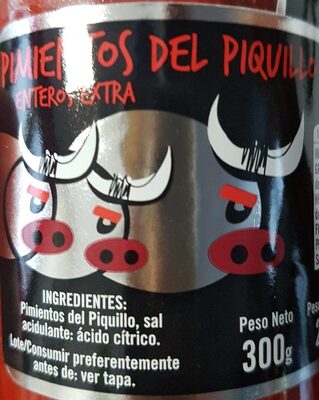 PIMIENTOS DEL PIQUILLO
ENTEROS EXTRA
INGREDIENTES:
Pimientos del Piquillo, sal
acidulante: ácido cítrico.
Lote/Consumir preferentemente
antes de: ver tapa.
Peso Neto
300g